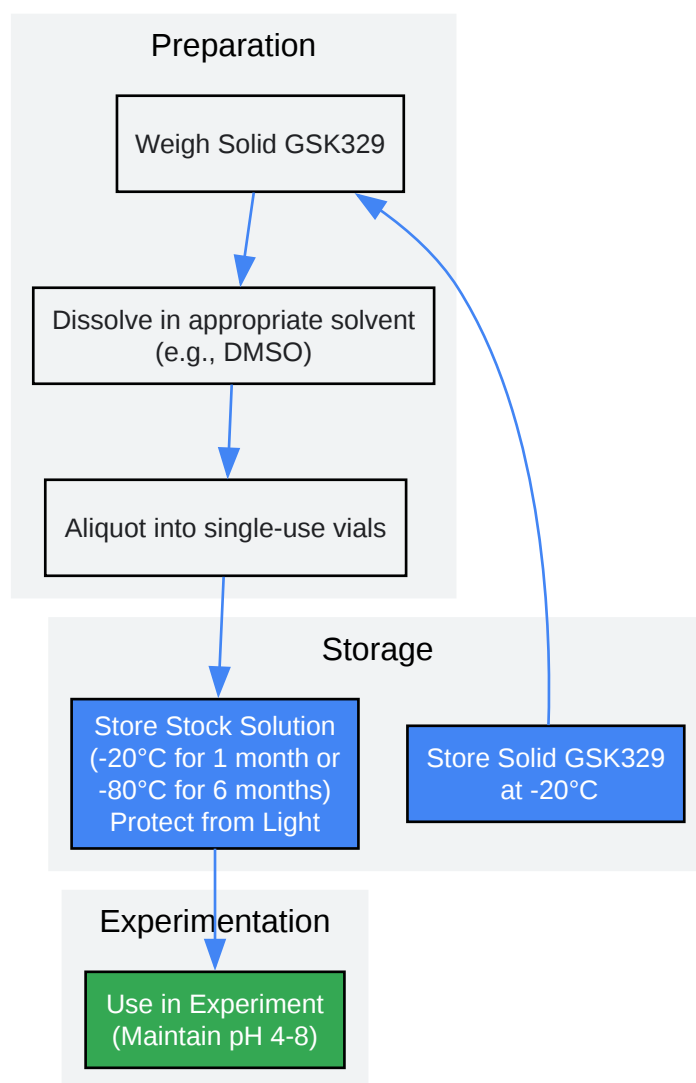 Preparation
Weigh Solid GSK329
Dissolve in appropriate solvent
(e.g., DMSO)
Aliquot into single-use vials
Storage
Store Stock Solution
(-20°C for 1 month or
-80°C for 6 months)
Protect from Light
Store Solid GSK329
at -20°C
Experimentation
Use in Experiment
(Maintain pH 4-8)